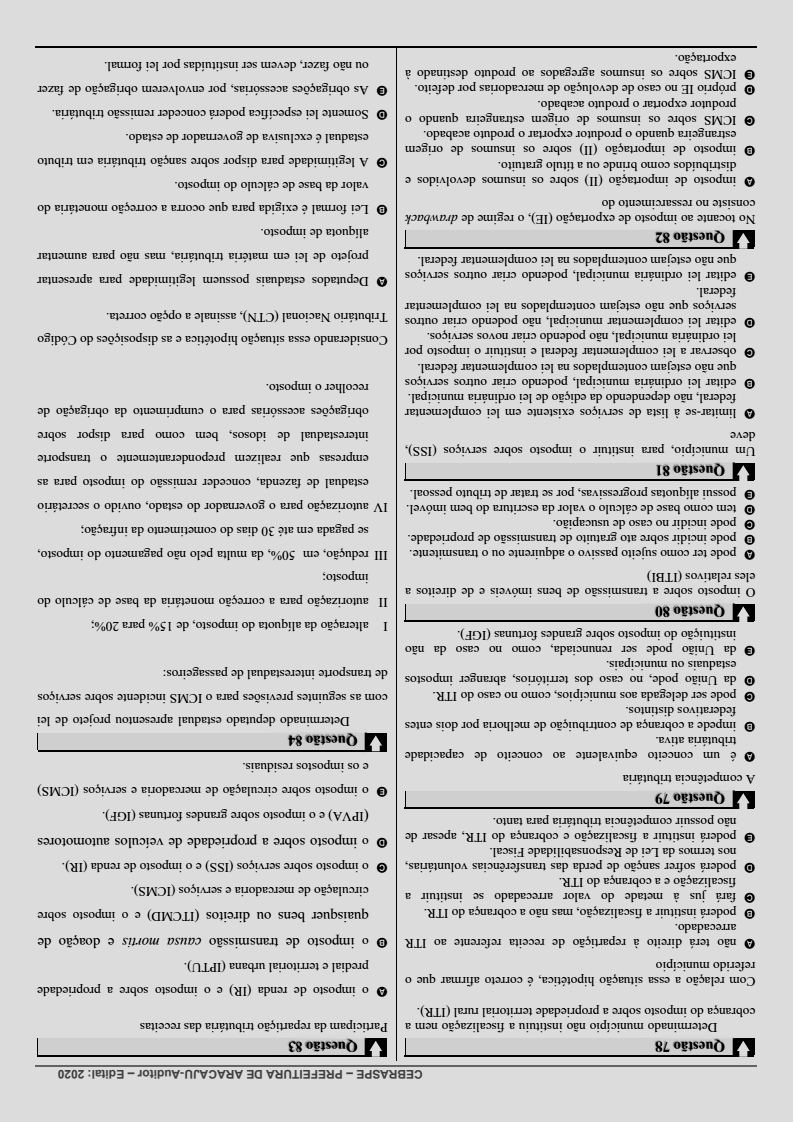 CEBRASPE – PREFEITURA DE ARACAJU-Auditor – Edital: 2020
Questão 78
Determinado município não instituiu a fiscalização nem a
cobrança do imposto sobre a propriedade territorial rural (ITR).
Com relação a essa situação hipotética, é correto afirmar que o
referido município
A não terá direito à repartição de receita referente ao ITR
arrecadado.
B poderá instituir a fiscalização, mas não a cobrança do ITR.
C fará jus à metade do valor arrecadado se instituir a
fiscalização e a cobrança do ITR.
D poderá sofrer sanção de perda das transferências voluntárias,
nos termos da Lei de Responsabilidade Fiscal.
E poderá instituir a fiscalização e cobrança do ITR, apesar de
não possuir competência tributária para tanto.
Questão 79
A competência tributária
A é um conceito equivalente ao conceito de capacidade
tributária ativa.
B impede a cobrança de contribuição de melhoria por dois entes
federativos distintos.
C pode ser delegada aos municípios, como no caso do ITR.
D da União pode, no caso dos territórios, abranger impostos
estaduais ou municipais.
E da União pode ser renunciada, como no caso da não
instituição do imposto sobre grandes fortunas (IGF).
Questão 80
O imposto sobre a transmissão de bens imóveis e de direitos a
eles relativos (ITBI)
A pode ter como sujeito passivo o adquirente ou o transmitente.
B pode incidir sobre ato gratuito de transmissão de propriedade.
C pode incidir no caso de usucapião.
D tem como base de cálculo o valor da escritura do bem imóvel.
E possui alíquotas progressivas, por se tratar de tributo pessoal.
Questão 81
Um município, para instituir o imposto sobre serviços (ISS),
deve
A limitar-se à lista de serviços existente em lei complementar
federal, não dependendo da edição de lei ordinária municipal.
B editar lei ordinária municipal, podendo criar outros serviços
que não estejam contemplados na lei complementar federal.
C observar a lei complementar federal e instituir o imposto por
lei ordinária municipal, não podendo criar novos serviços.
D editar lei complementar municipal, não podendo criar outros
serviços que não estejam contemplados na lei complementar
federal.
E editar lei ordinária municipal, podendo criar outros serviços
que não estejam contemplados na lei complementar federal.
Questão 82
No tocante ao imposto de exportação (IE), o regime de drawback
consiste no ressarcimento do
A imposto de importação (II) sobre os insumos devolvidos e
distribuídos como brinde ou a título gratuito.
B imposto de importação (II) sobre os insumos de origem
estrangeira quando o produtor exportar o produto acabado.
C ICMS sobre os insumos de origem estrangeira quando o
produtor exportar o produto acabado.
D próprio IE no caso de devolução de mercadorias por defeito.
E ICMS sobre os insumos agregados ao produto destinado à
exportação.
Questão 83
Participam da repartição tributária das receitas
A o imposto de renda (IR) e o imposto sobre a propriedade
predial e territorial urbana (IPTU).
B o imposto de transmissão causa mortis e doação de
quaisquer bens ou direitos (ITCMD) e o imposto sobre
circulação de mercadoria e serviços (ICMS).
C o imposto sobre serviços (ISS) e o imposto de renda (IR).
D o imposto sobre a propriedade de veículos automotores
(IPVA) e o imposto sobre grandes fortunas (IGF).
E o imposto sobre circulação de mercadoria e serviços (ICMS)
e os impostos residuais.
Questão 84
Determinado deputado estadual apresentou projeto de lei
com as seguintes previsões para o ICMS incidente sobre serviços
de transporte interestadual de passageiros:
I alteração da alíquota do imposto, de 15% para 20%;
II autorização para a correção monetária da base de cálculo do
imposto;
III redução, em 50%, da multa pelo não pagamento do imposto,
se pagada em até 30 dias do cometimento da infração;
IV autorização para o governador do estado, ouvido o secretário
estadual de fazenda, conceder remissão do imposto para as
empresas que realizem preponderantemente o transporte
interestadual de idosos, bem como para dispor sobre
obrigações acessórias para o cumprimento da obrigação de
recolher o imposto.
Considerando essa situação hipotética e as disposições do Código
Tributário Nacional (CTN), assinale a opção correta.
A Deputados estaduais possuem legitimidade para apresentar
projeto de lei em matéria tributária, mas não para aumentar
alíquota de imposto.
B Lei formal é exigida para que ocorra a correção monetária do
valor da base de cálculo do imposto.
C A legitimidade para dispor sobre sanção tributária em tributo
estadual é exclusiva de governador de estado.
D Somente lei específica poderá conceder remissão tributária.
E As obrigações acessórias, por envolverem obrigação de fazer
ou não fazer, devem ser instituídas por lei formal.